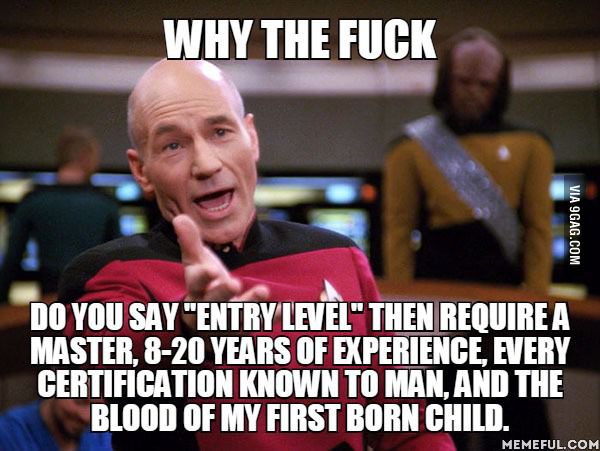 WHY THE FUCK
VIA 9GAG.COM
DO YOU SAY "ENTRY LEVEL" THEN REQUIRE A
MASTER, 8-20 YEARS OF EXPERIENCE, EVERY
CERTIFICATION KNOWN TO MAN, AND THE
BLOOD OF MY FIRST BORN CHILD.
MEMEFUL.COM